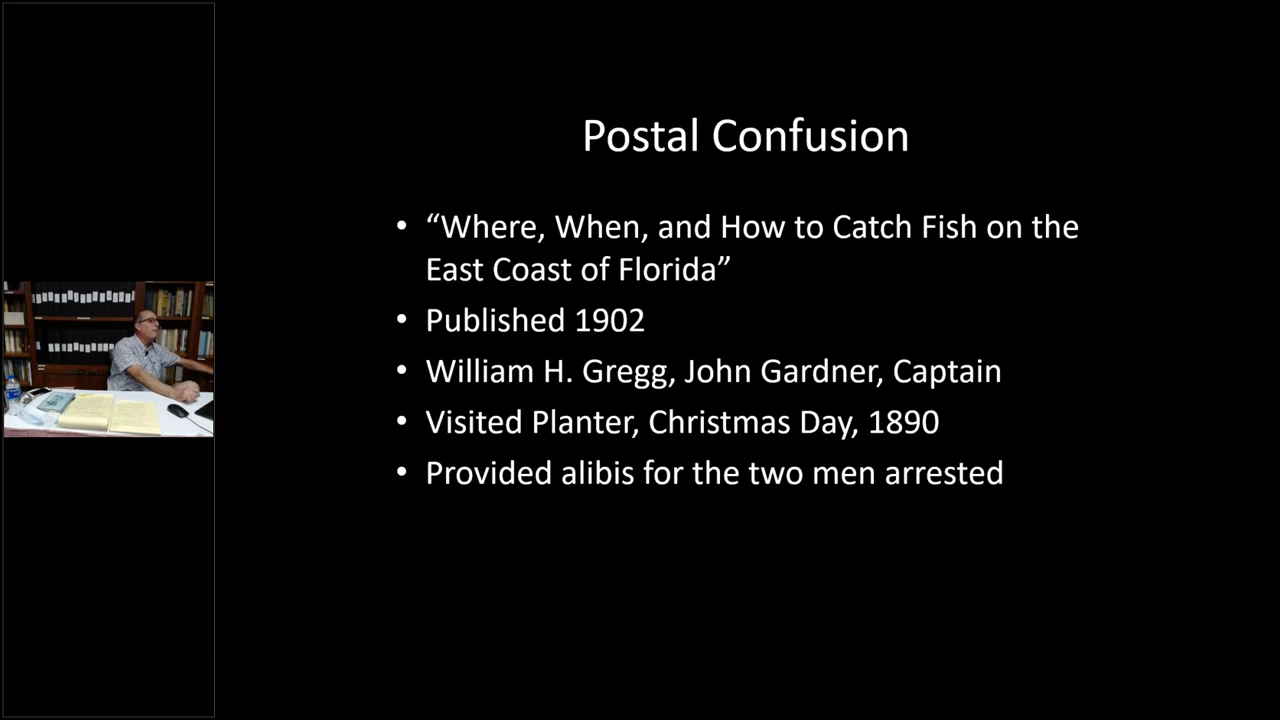 Postal Confusion
• “Where, When, and How to Catch Fish on the
East Coast of Florida”
• Published 1902
• William H. Gregg, John Gardner, Captain
• Visited Planter, Christmas Day, 1890
• Provided alibis for the two men arrested